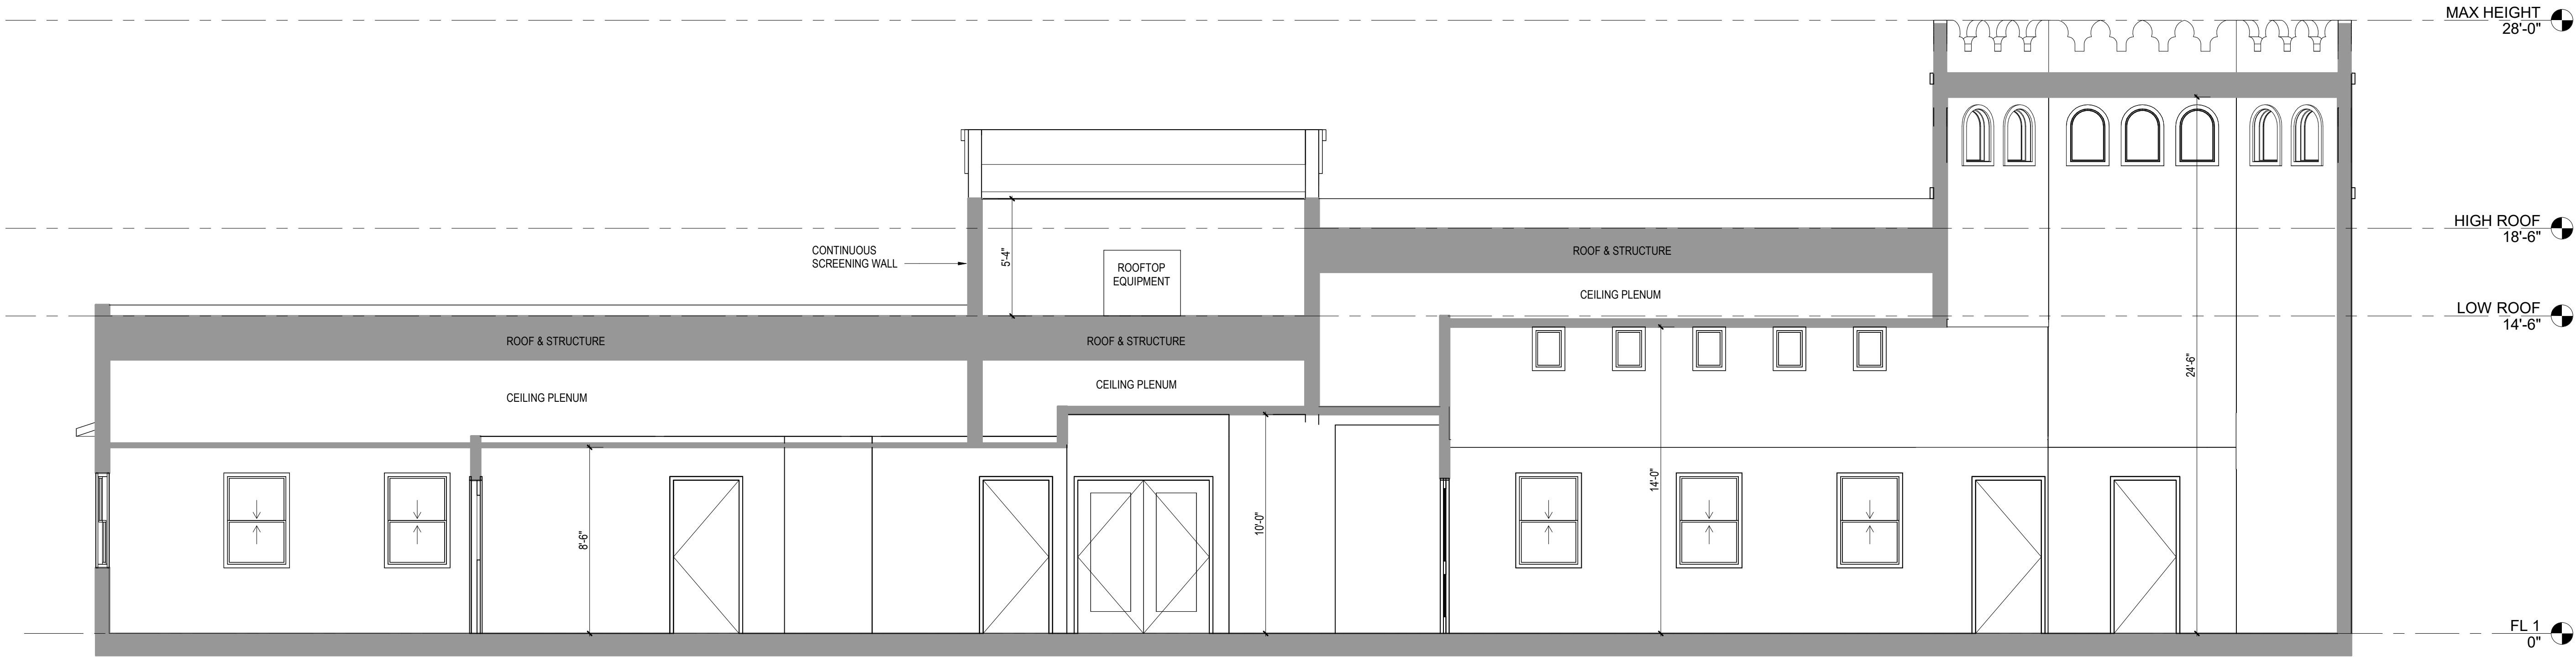 MAX HEIGHT
28'-0"
HIGH ROOF
18'-6"
CONTINUOUS
SCREENING WALL
5'-4"
ROOFTOP
EQUIPMENT
ROOF & STRUCTURE
CEILING PLENUM
LOW ROOF
14'-6"
ROOF & STRUCTURE
ROOF & STRUCTURE
CEILING PLENUM
CEILING PLENUM
24'-6"
8'-6"
10'-0"
14'-0"
FL 1
0"